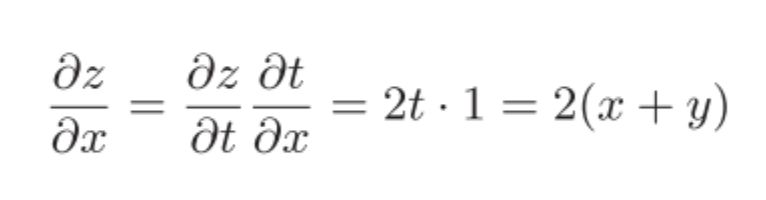 ∂z/∂x = ∂z/∂t ∂t/∂x = 2t · 1 = 2(x + y)